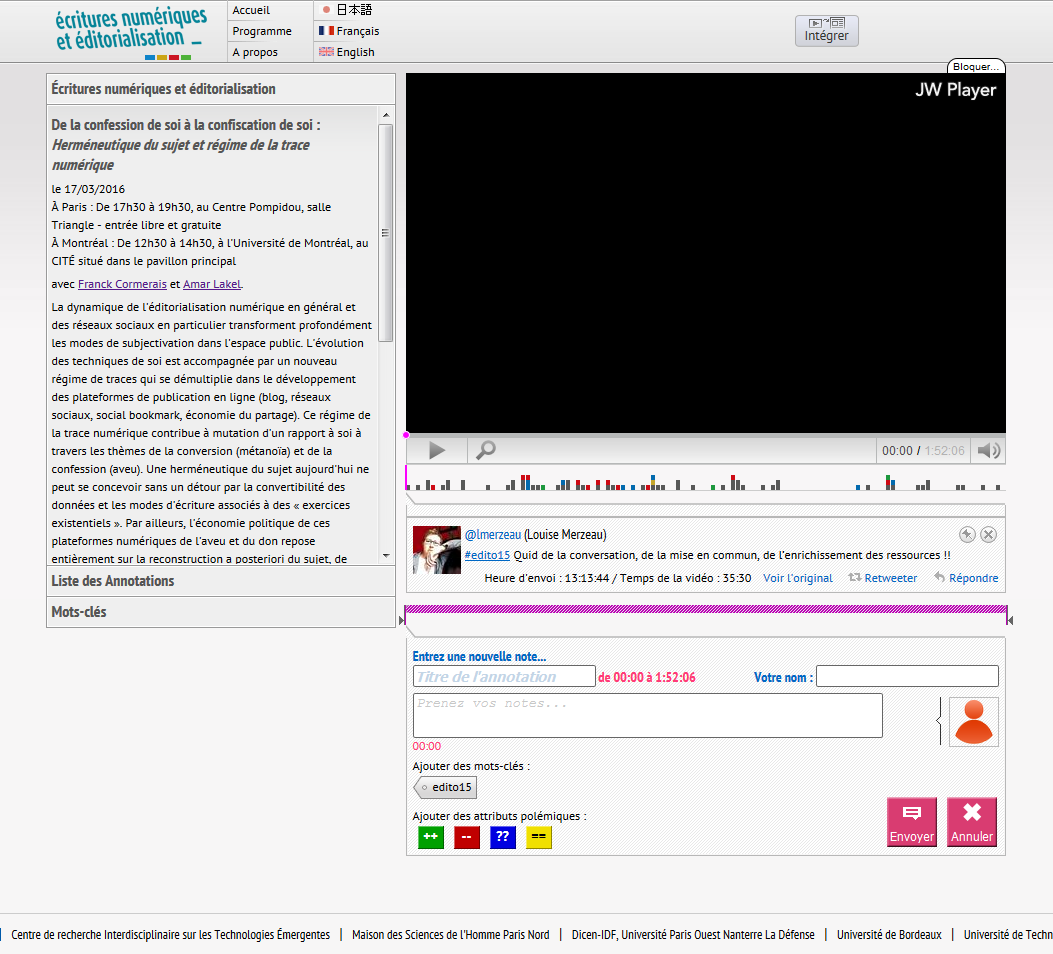 écritures numériques
et éditorialisation _
Accueil
Programme
A propos
日本語
Français
English
Intégrer
Bloquer...
Écritures numériques et éditorialisation
De la confession de soi à la confiscation de soi :
Herméneutique du sujet et régime de la trace
numérique
le 17/03/2016
À Paris : De 17h30 à 19h30, au Centre Pompidou, salle
Triangle - entrée libre et gratuite
À Montréal : De 12h30 à 14h30, à l'Université de Montréal, au
CITÉ situé dans le pavillon principal
avec Franck Cormerais et Amar Lakel.
La dynamique de l'éditorialisation numérique en général et
des réseaux sociaux en particulier transforment profondément
les modes de subjectivation dans l'espace public. L'évolution
des techniques de soi est accompagnée par un nouveau
régime de traces qui se démultiplie dans le développement
des plateformes de publication en ligne (blog, réseaux
sociaux, social bookmark, économie du partage). Ce régime de
la trace numérique contribue à mutation d'un rapport à soi à
travers les thèmes de la conversion (métanoïa) et de la
confession (aveu). Une herméneutique du sujet aujourd'hui ne
peut se concevoir sans un détour par la convertibilité des
données et les modes d'écriture associés à des « exercices
existentiels ». Par ailleurs, l'économie politique de ces
plateformes numériques de l'aveu et du don repose
entièrement sur la reconstruction a posteriori du sujet, de
Liste des Annotations
Mots-clés
JW Player
00:00 / 1:52:06
@lmerzeau (Louise Merzeau)
#edito15 Quid de la conversation, de la mise en commun, de l'enrichissement des ressources !!
Heure d'envoi : 13:13:44 / Temps de la vidéo : 35:30 Voir l'original Retweeter Répondre
Entrez une nouvelle note...
Titre de l'annotation de 00:00 à 1:52:06 Votre nom :
Prenez vos notes...
00:00
Ajouter des mots-clés :
edito15
Ajouter des attributs polémiques :
++ -- ?? ==
Envoyer Annuler
Centre de recherche Interdisciplinaire sur les Technologies Émergentes | Maison des Sciences de l'Homme Paris Nord | Dicen-IDF, Université Paris Ouest Nanterre La Défense | Université de Bordeaux | Université de Techn